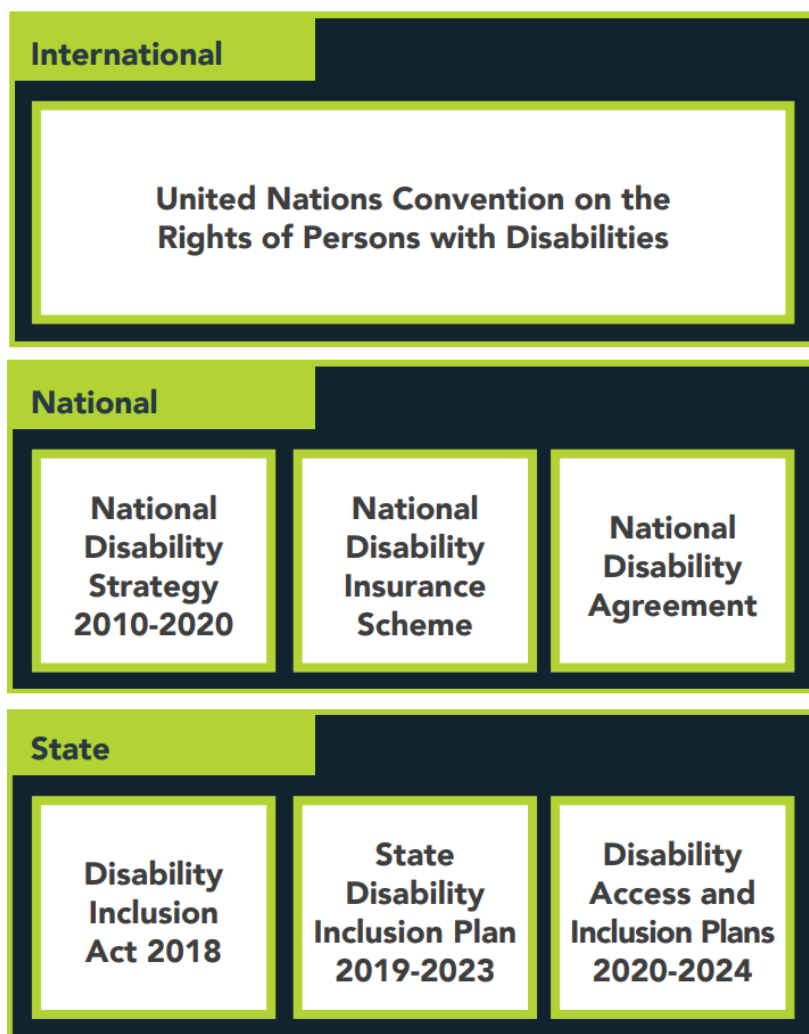 International
United Nations Convention on the
Rights of Persons with Disabilities
National
National
Disability
Strategy
2010-2020
National
Disability
Insurance
Scheme
National
Disability
Agreement
State
Disability
Inclusion
Act 2018
State
Disability
Inclusion Plan
2019-2023
Disability
Access and
Inclusion Plans
2020-2024